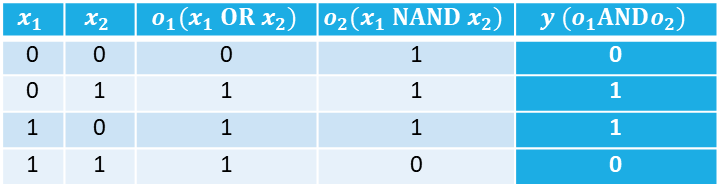 x₁ x₂ o₁(x₁ OR x₂) o₂(x₁ NAND x₂) y (o₁ANDo₂)
0 0 0 1 0
0 1 1 1 1
1 0 1 1 1
1 1 1 0 0